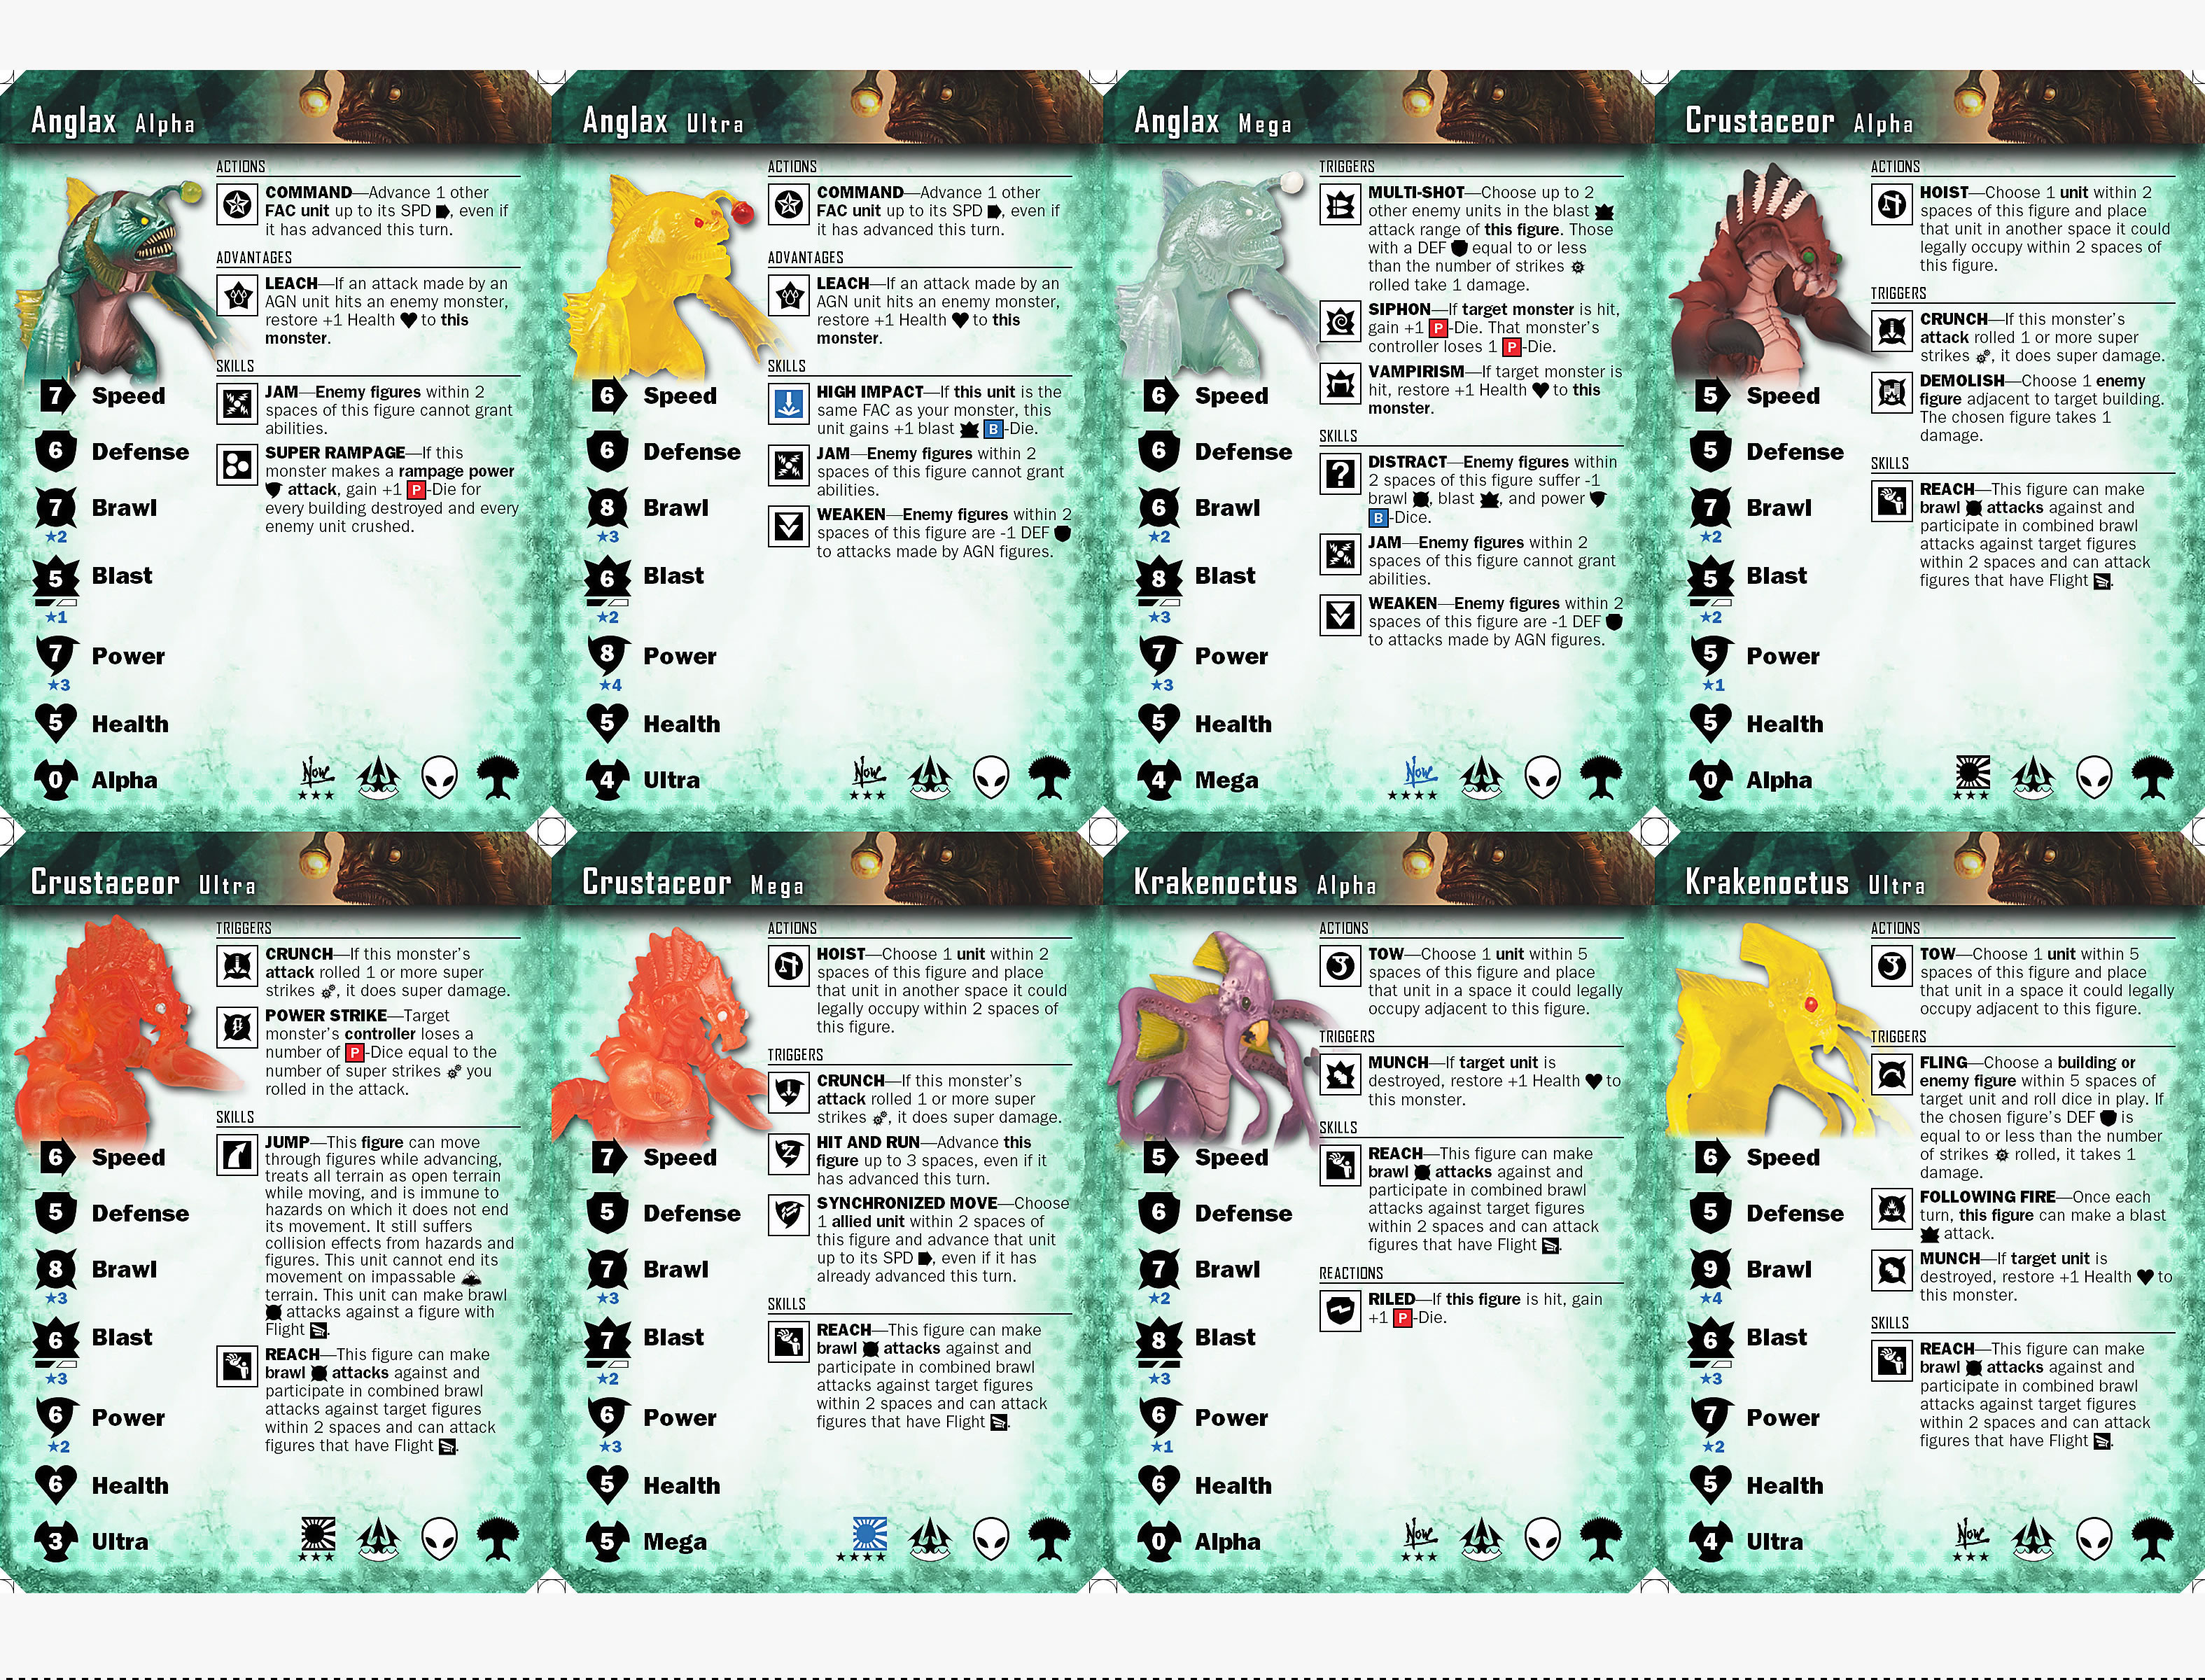 Anglax Alpha
ACTIONS
COMMAND—Advance 1 other
FAC unit up to its SPD, even if
it has advanced this turn.
ADVANTAGES
LEACH—If an attack made by an
AGN unit hits an enemy monster,
restore +1 Health to this
monster.
SKILLS
JAM—Enemy figures within 2
spaces of this figure cannot grant
abilities.
SUPER RAMPAGE—If this
monster makes a rampage power
attack, gain +1 P-Die for
every building destroyed and every
enemy unit crushed.
7 Speed
6 Defense
7 Brawl
★2
5 Blast
★1
7 Power
★3
5 Health
0 Alpha
Now
★★★
Anglax Ultra
ACTIONS
COMMAND—Advance 1 other
FAC unit up to its SPD, even if
it has advanced this turn.
ADVANTAGES
LEACH—If an attack made by an
AGN unit hits an enemy monster,
restore +1 Health to this
monster.
SKILLS
HIGH IMPACT—If this unit is the
same FAC as your monster, this
unit gains +1 blast B-Die.
JAM—Enemy figures within 2
spaces of this figure cannot grant
abilities.
WEAKEN—Enemy figures within 2
spaces of this figure are -1 DEF
to attacks made by AGN figures.
6 Speed
6 Defense
8 Brawl
★3
6 Blast
★2
8 Power
★4
5 Health
4 Ultra
Now
★★★
Anglax Mega
TRIGGERS
MULTI-SHOT—Choose up to 2
other enemy units in the blast
attack range of this figure. Those
with a DEF equal to or less
than the number of strikes
rolled take 1 damage.
SIPHON—If target monster is hit,
gain +1 P-Die. That monster's
controller loses 1 P-Die.
VAMPIRISM—If target monster is
hit, restore +1 Health to this
monster.
SKILLS
DISTRACT—Enemy figures within
2 spaces of this figure suffer -1
brawl, blast, and power
B-Dice.
JAM—Enemy figures within 2
spaces of this figure cannot grant
abilities.
WEAKEN—Enemy figures within 2
spaces of this figure are -1 DEF
to attacks made by AGN figures.
6 Speed
6 Defense
6 Brawl
★2
8 Blast
★3
7 Power
★3
5 Health
4 Mega
Now
★★★★
Crustaceor Alpha
ACTIONS
HOIST—Choose 1 unit within 2
spaces of this figure and place
that unit in another space it could
legally occupy within 2 spaces of
this figure.
TRIGGERS
CRUNCH—If this monster's
attack rolled 1 or more super
strikes, it does super damage.
DEMOLISH—Choose 1 enemy
figure adjacent to target building.
The chosen figure takes 1
damage.
SKILLS
REACH—This figure can make
brawl attacks against and
participate in combined brawl
attacks against target figures
within 2 spaces and can attack
figures that have Flight.
5 Speed
5 Defense
7 Brawl
★2
5 Blast
★2
5 Power
★1
5 Health
0 Alpha
★★★
Crustaceor Ultra
TRIGGERS
CRUNCH—If this monster's
attack rolled 1 or more super
strikes, it does super damage.
POWER STRIKE—Target
monster's controller loses a
number of P-Dice equal to the
number of super strikes you
rolled in the attack.
SKILLS
JUMP—This figure can move
through figures while advancing,
treats all terrain as open terrain
while moving, and is immune to
hazards on which it does not end
its movement. It still suffers
collision effects from hazards and
figures. This unit cannot end its
movement on impassable
terrain. This unit can make brawl
attacks against a figure with
Flight.
REACH—This figure can make
brawl attacks against and
participate in combined brawl
attacks against target figures
within 2 spaces and can attack
figures that have Flight.
6 Speed
5 Defense
8 Brawl
★3
6 Blast
★3
6 Power
★2
6 Health
3 Ultra
★★★
Crustaceor Mega
ACTIONS
HOIST—Choose 1 unit within 2
spaces of this figure and place
that unit in another space it could
legally occupy within 2 spaces of
this figure.
TRIGGERS
CRUNCH—If this monster's
attack rolled 1 or more super
strikes, it does super damage.
HIT AND RUN—Advance this
figure up to 3 spaces, even if it
has advanced this turn.
SYNCHRONIZED MOVE—Choose
1 allied unit within 2 spaces of
this figure and advance that unit
up to its SPD, even if it has
already advanced this turn.
SKILLS
REACH—This figure can make
brawl attacks against and
participate in combined brawl
attacks against target figures
within 2 spaces and can attack
figures that have Flight.
7 Speed
5 Defense
7 Brawl
★3
7 Blast
★2
6 Power
★3
5 Health
5 Mega
★★★★
Krakenoctus Alpha
ACTIONS
TOW—Choose 1 unit within 5
spaces of this figure and place
that unit in a space it could legally
occupy adjacent to this figure.
TRIGGERS
MUNCH—If target unit is
destroyed, restore +1 Health to
this monster.
SKILLS
REACH—This figure can make
brawl attacks against and
participate in combined brawl
attacks against target figures
within 2 spaces and can attack
figures that have Flight.
REACTIONS
RILED—If this figure is hit, gain
+1 P-Die.
5 Speed
6 Defense
7 Brawl
★2
8 Blast
★3
6 Power
★1
6 Health
0 Alpha
Now
★★★
Krakenoctus Ultra
ACTIONS
TOW—Choose 1 unit within 5
spaces of this figure and place
that unit in a space it could legally
occupy adjacent to this figure.
TRIGGERS
FLING—Choose a building or
enemy figure within 5 spaces of
target unit and roll dice in play. If
the chosen figure's DEF is
equal to or less than the number
of strikes rolled, it takes 1
damage.
FOLLOWING FIRE—Once each
turn, this figure can make a blast
attack.
MUNCH—If target unit is
destroyed, restore +1 Health to
this monster.
SKILLS
REACH—This figure can make
brawl attacks against and
participate in combined brawl
attacks against target figures
within 2 spaces and can attack
figures that have Flight.
6 Speed
5 Defense
9 Brawl
★4
6 Blast
★3
7 Power
★2
5 Health
4 Ultra
Now
★★★